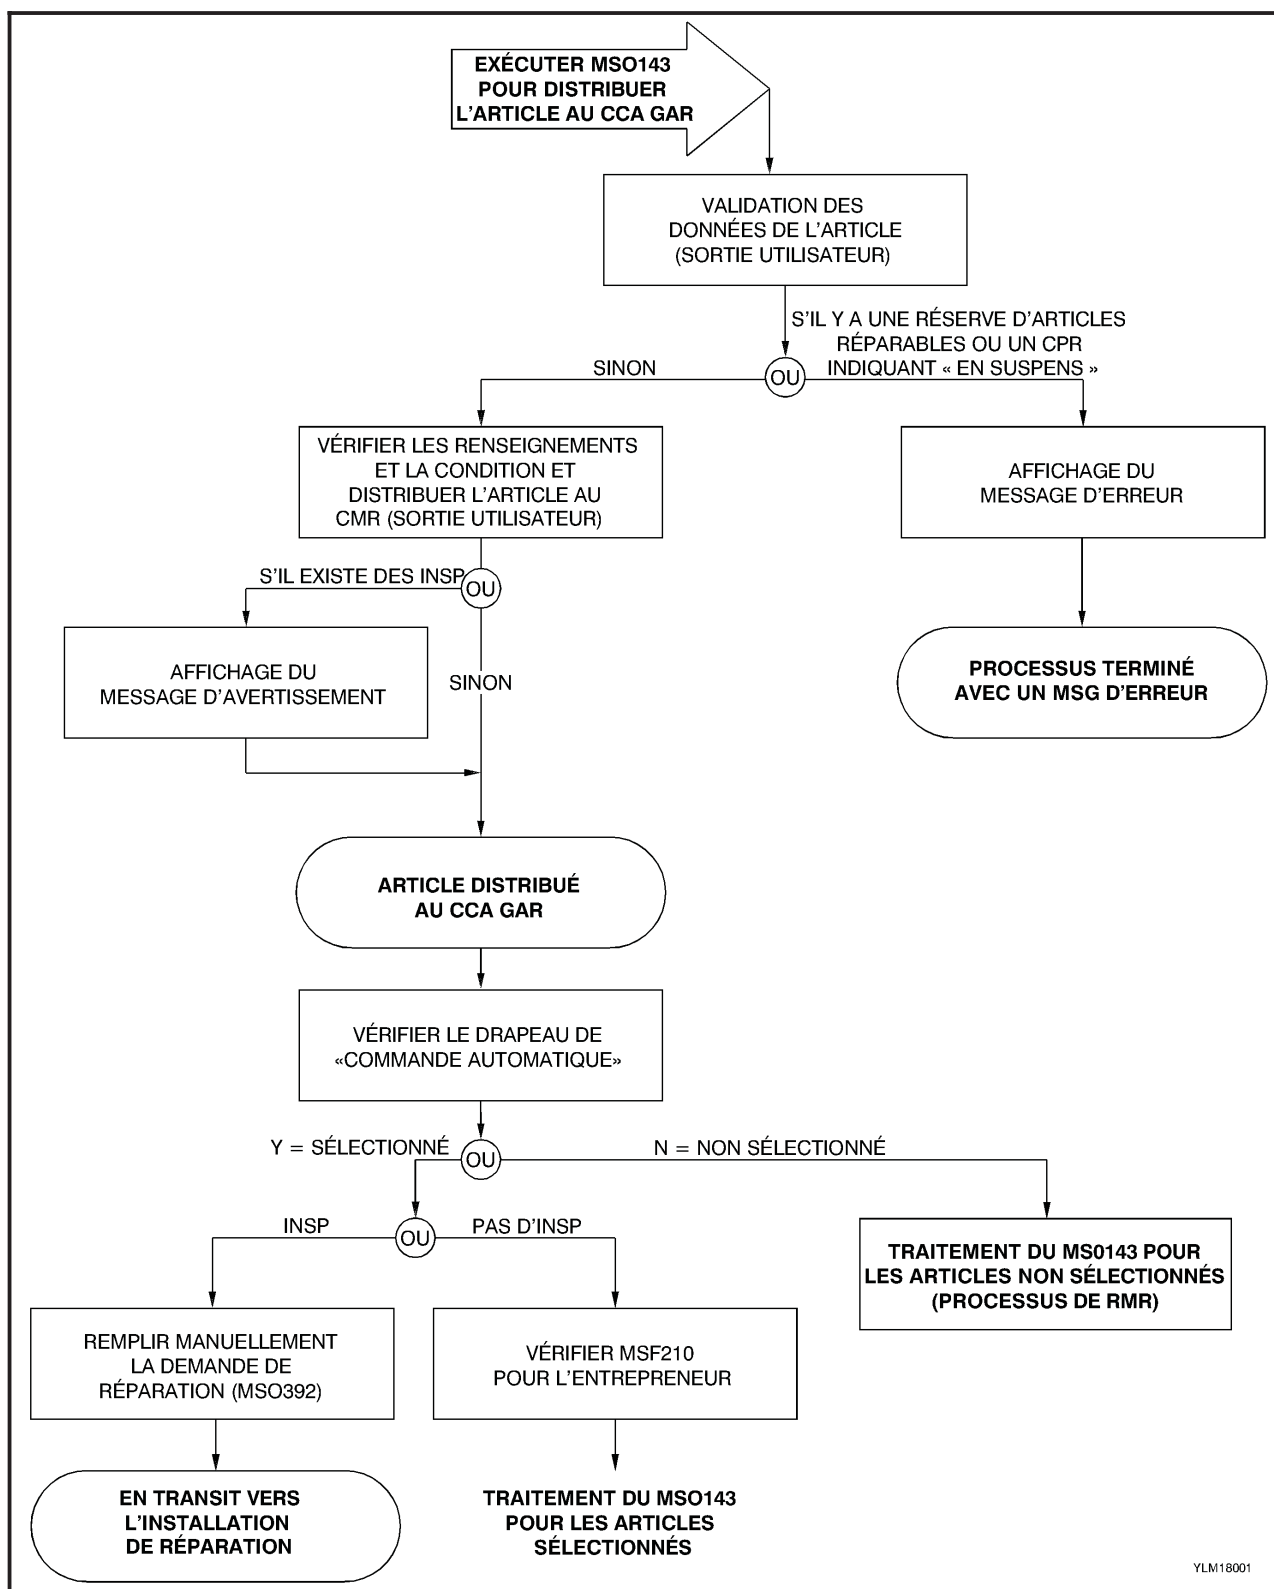 EXÉCUTER MSO143
POUR DISTRIBUER
L'ARTICLE AU CCA GAR
VALIDATION DES
DONNÉES DE L'ARTICLE
(SORTIE UTILISATEUR)
S'IL Y A UNE RÉSERVE D'ARTICLES
RÉPARABLES OU UN CPR
INDIQUANT « EN SUSPENS »
SINON
OU
VÉRIFIER LES RENSEIGNEMENTS
ET LA CONDITION ET
DISTRIBUER L'ARTICLE AU
CMR (SORTIE UTILISATEUR)
AFFICHAGE DU
MESSAGE D'ERREUR
S'IL EXISTE DES INSP
OU
AFFICHAGE DU
MESSAGE D'AVERTISSEMENT
SINON
PROCESSUS TERMINÉ
AVEC UN MSG D'ERREUR
ARTICLE DISTRIBUÉ
AU CCA GAR
VÉRIFIER LE DRAPEAU DE
«COMMANDE AUTOMATIQUE»
Y = SÉLECTIONNÉ
OU
N = NON SÉLECTIONNÉ
INSP
OU
PAS D'INSP
TRAITEMENT DU MS0143 POUR
LES ARTICLES NON SÉLECTIONNÉS
(PROCESSUS DE RMR)
REMPLIR MANUELLEMENT
LA DEMANDE DE
RÉPARATION (MSO392)
VÉRIFIER MSF210
POUR L'ENTREPRENEUR
EN TRANSIT VERS
L'INSTALLATION
DE RÉPARATION
TRAITEMENT DU MSO143
POUR LES ARTICLES
SÉLECTIONNÉS
YLM18001